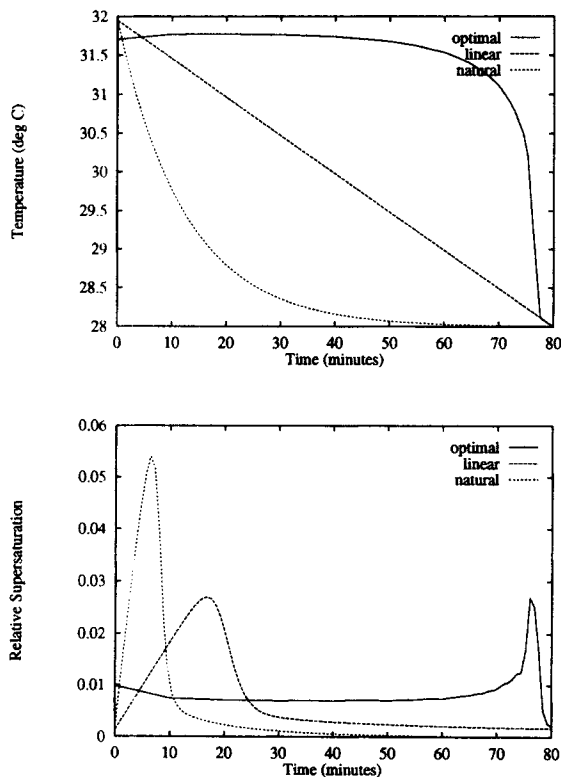 32
31.5
31
30.5
30
29.5
29
28.5
28
Temperature (deg C)
optimal
linear
natural
0 10 20 30 40 50 60 70 80
Time (minutes)
0.06
0.05
0.04
0.03
0.02
0.01
0
Relative Supersaturation
optimal
linear
natural
0 10 20 30 40 50 60 70 80
Time (minutes)